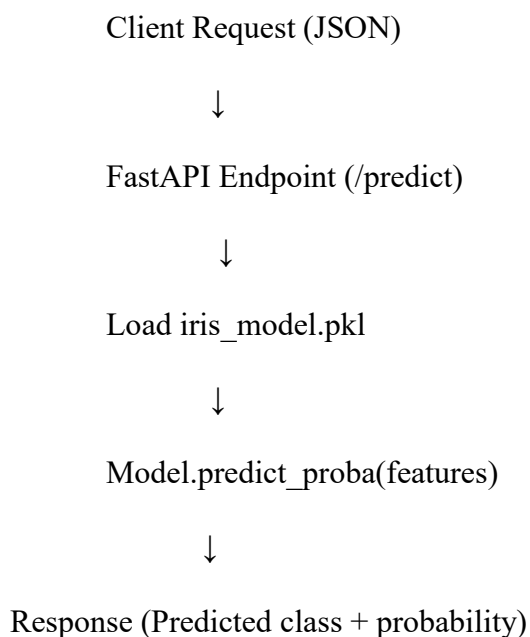 Client Request (JSON)
↓
FastAPI Endpoint (/predict)
↓
Load iris_model.pkl
↓
Model.predict_proba(features)
↓
Response (Predicted class + probability)